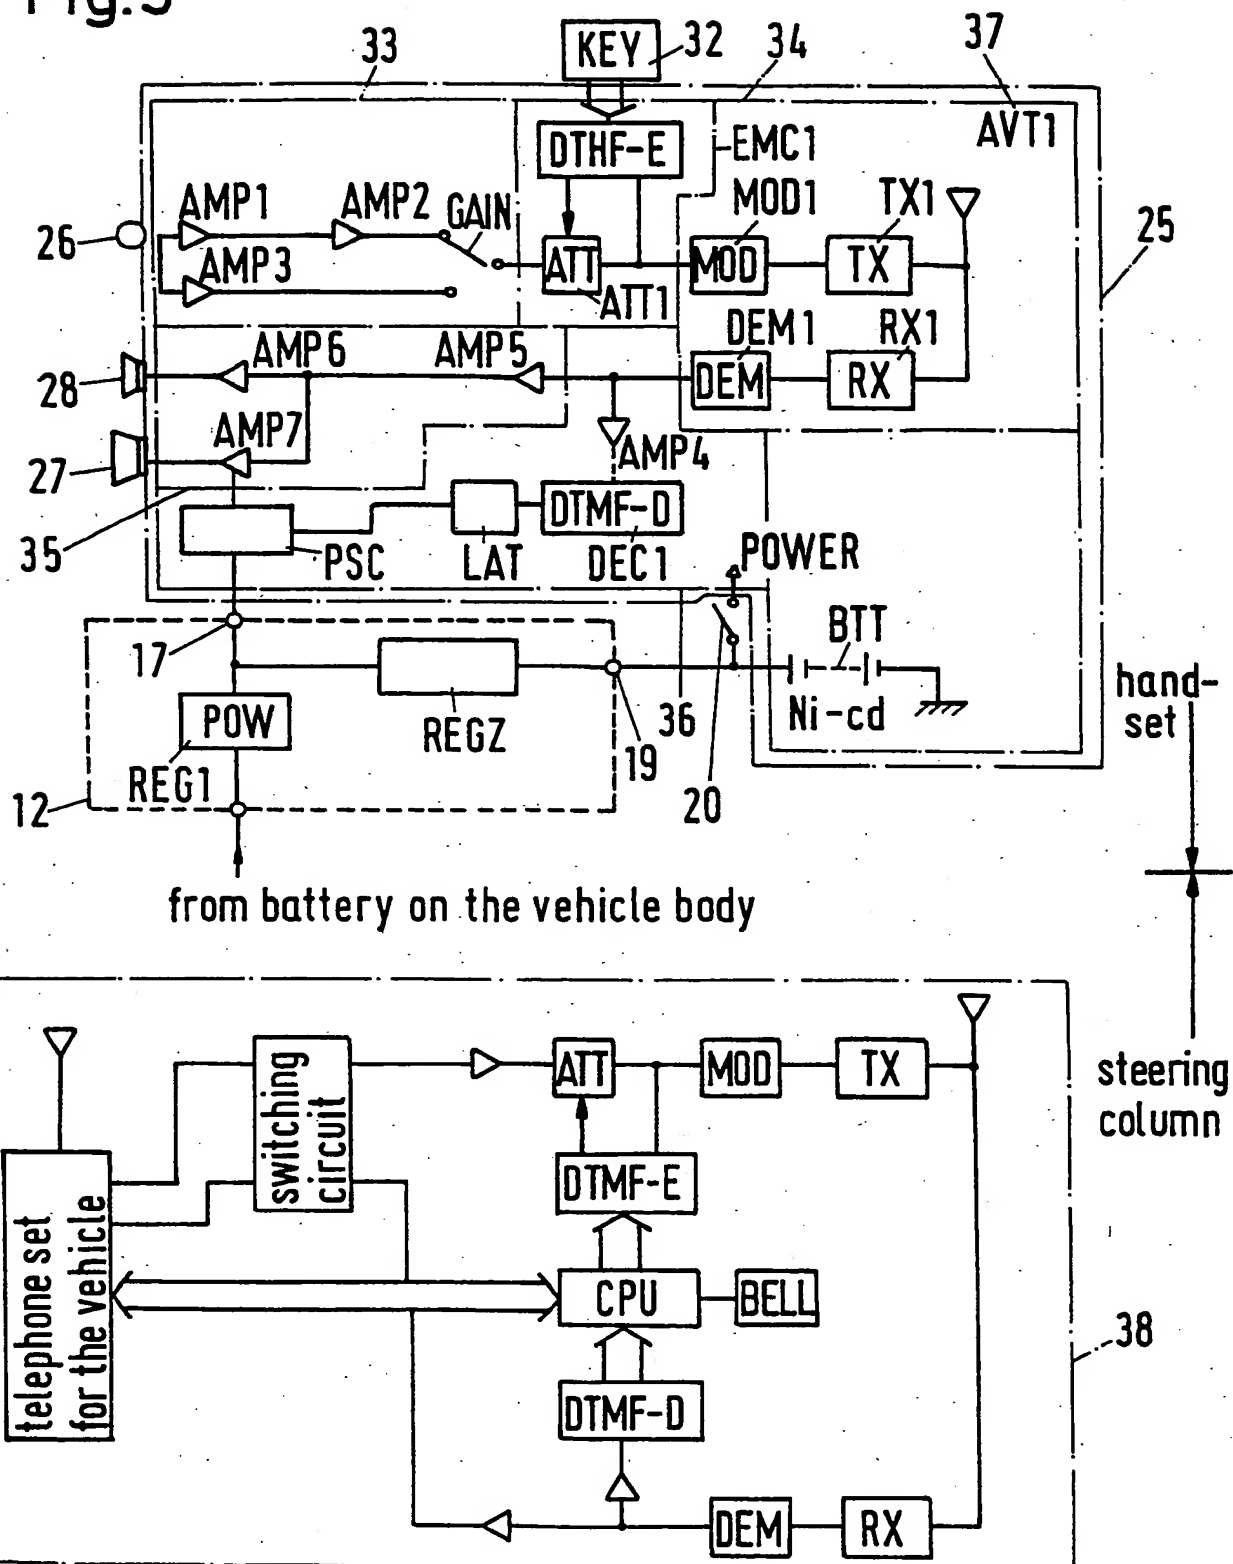 Fig.5
33
KEY
32
34
37
AVT1
DTHF-E
EMC1
MOD1
TX1
AMP1
AMP2
GAIN
26
AMP3
ATT
ATT1
MOD
TX
25
DEM1
RX1
AMP6
AMP5
28
DEM
RX
AMP7
AMP4
27
35
PSC
LAT
DTMF-D
DEC1
POWER
17
BTT
hand-
set
REGZ
36
Ni-cd
POW
19
REG1
12
20
from battery on the vehicle body
switching
circuit
ATT
MOD
TX
steering
column
telephone set
for the vehicle
DTMF-E
CPU
BELL
38
DTMF-D
DEM
RX